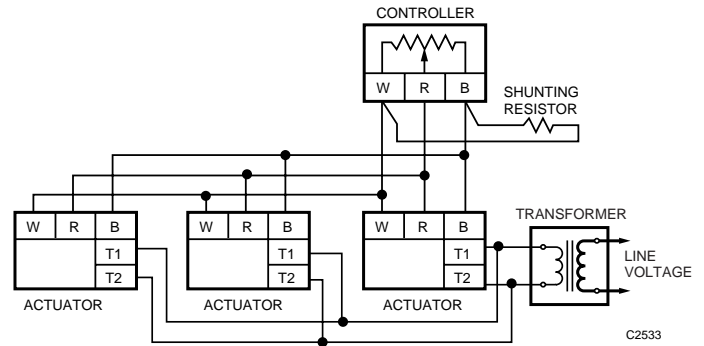 CONTROLLER
W R B
SHUNTING
RESISTOR
W R B
W R B
W R B
TRANSFORMER
T1
T1
T1
LINE
VOLTAGE
T2
T2
T2
ACTUATOR
ACTUATOR
ACTUATOR
C2533